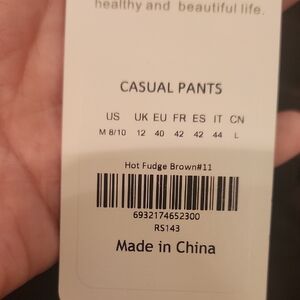 healthy and beautiful life.
CASUAL PANTS
US UK EU FR ES IT CN
M 8/10 12 40 42 42 44 L
Hot Fudge Brown#11
6932174652300
RS143
Made in China